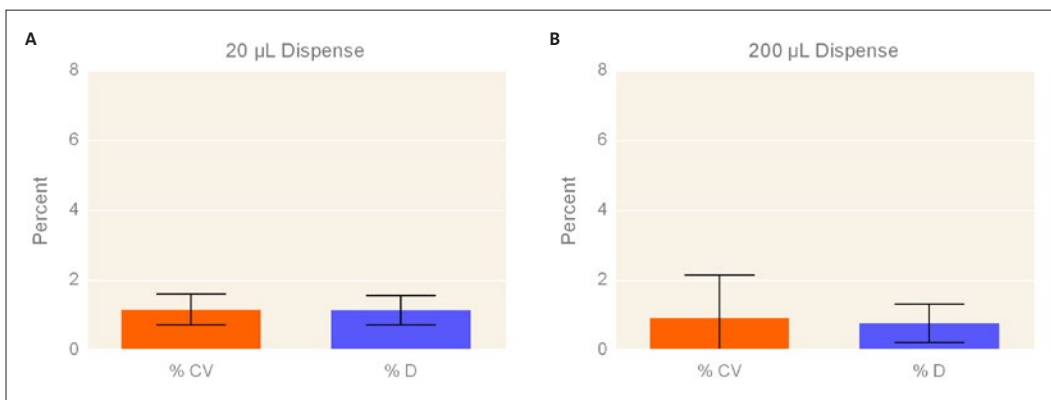 A
20 µL Dispense
8
6
4
2
0
Percent
% CV
% D
B
200 µL Dispense
8
6
4
2
0
Percent
% CV
% D